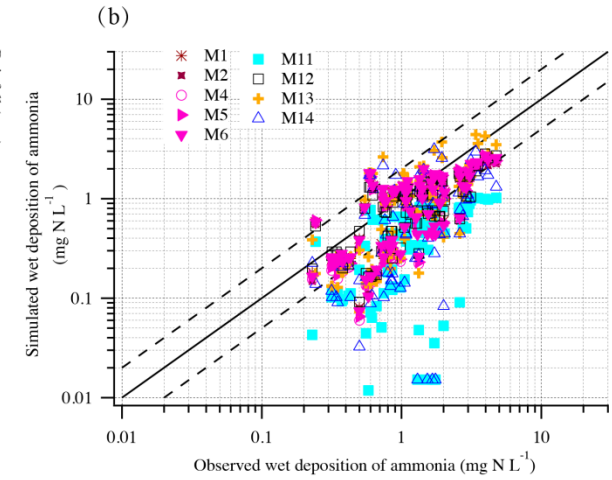 (b)
M1
M2
M4
M5
M6
M11
M12
M13
M14
Simulated wet deposition of ammonia
(mg N L⁻¹)
10
1
0.1
0.01
0.01
0.1
1
10
Observed wet deposition of ammonia (mg N L⁻¹)